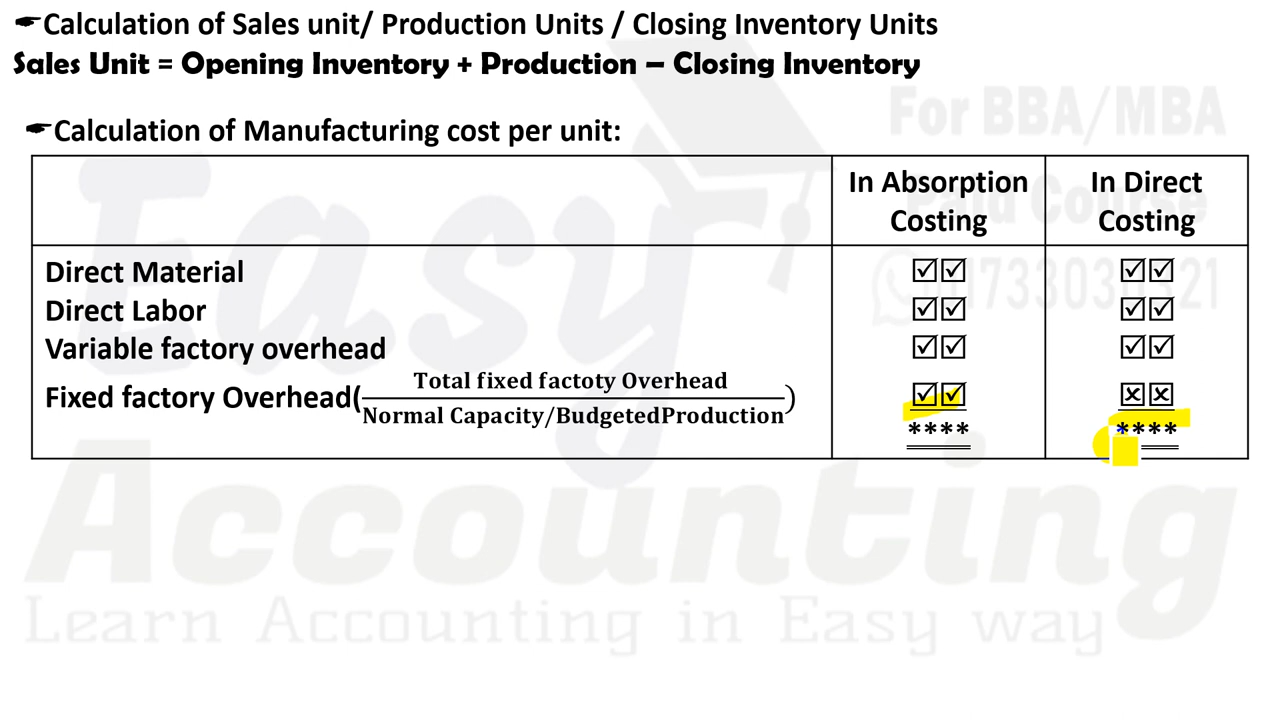 ☛Calculation of Sales unit/ Production Units / Closing Inventory Units
Sales Unit = Opening Inventory + Production – Closing Inventory
☛Calculation of Manufacturing cost per unit:
In Absorption Costing
In Direct Costing
Direct Material ☑☑ ☑☑
Direct Labor ☑☑ ☑☑
Variable factory overhead ☑☑ ☑☑
Fixed factory Overhead(Total fixed factoty Overhead/Normal Capacity/BudgetedProduction) ☑☑ ☒☒
**** ****
For BBA/MBA
Paid Course
Easy
Accounting
Learn Accounting in Easy way